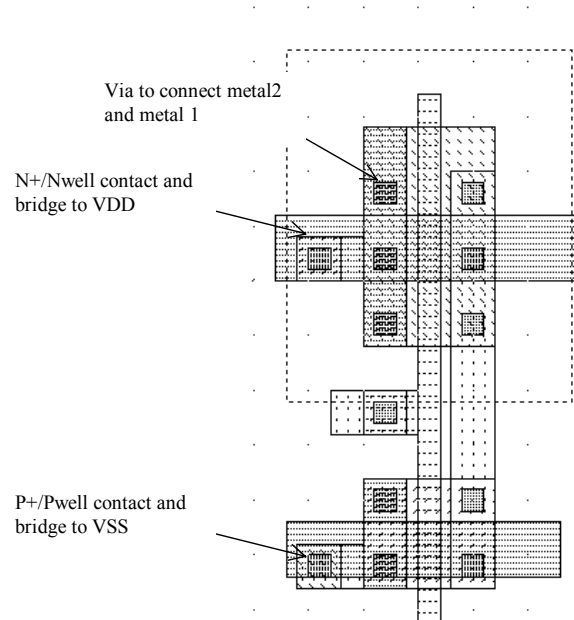 Via to connect metal2
and metal 1
N+/Nwell contact and
bridge to VDD
P+/Pwell contact and
bridge to VSS